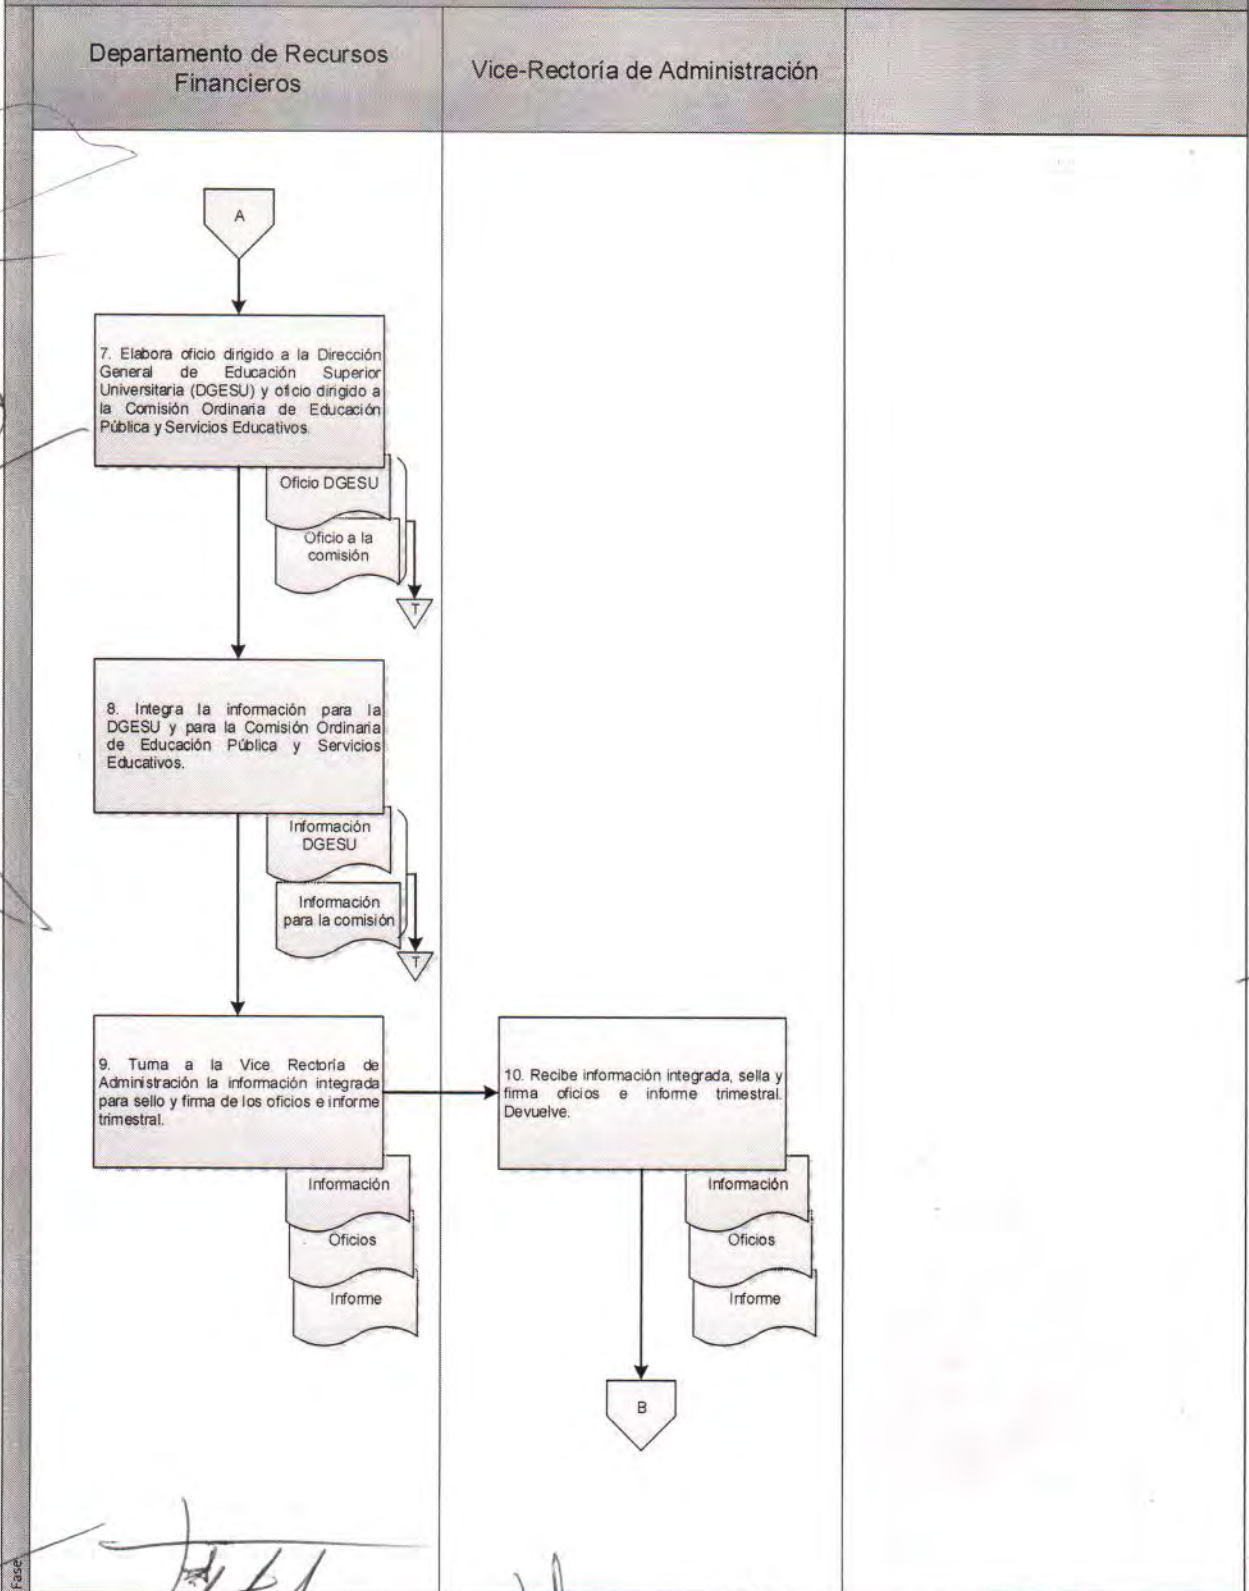 Departamento de Recursos
Financieros
Vice-Rectoría de Administración
A
7. Elabora oficio dirigido a la Dirección
General de Educación Superior
Universitaria (DGESU) y oficio dirigido a
la Comisión Ordinaria de Educación
Pública y Servicios Educativos.
Oficio DGESU
Oficio a la
comisión
T
8. Integra la información para la
DGESU y para la Comisión Ordinaria
de Educación Pública y Servicios
Educativos.
Información
DGESU
Información
para la comisión
T
9. Turna a la Vice Rectoría de
Administración la información integrada
para sello y firma de los oficios e informe
trimestral.
Información
Oficios
Informe
10. Recibe información integrada, sella y
firma oficios e informe trimestral.
Devuelve.
Información
Oficios
Informe
B
Fase